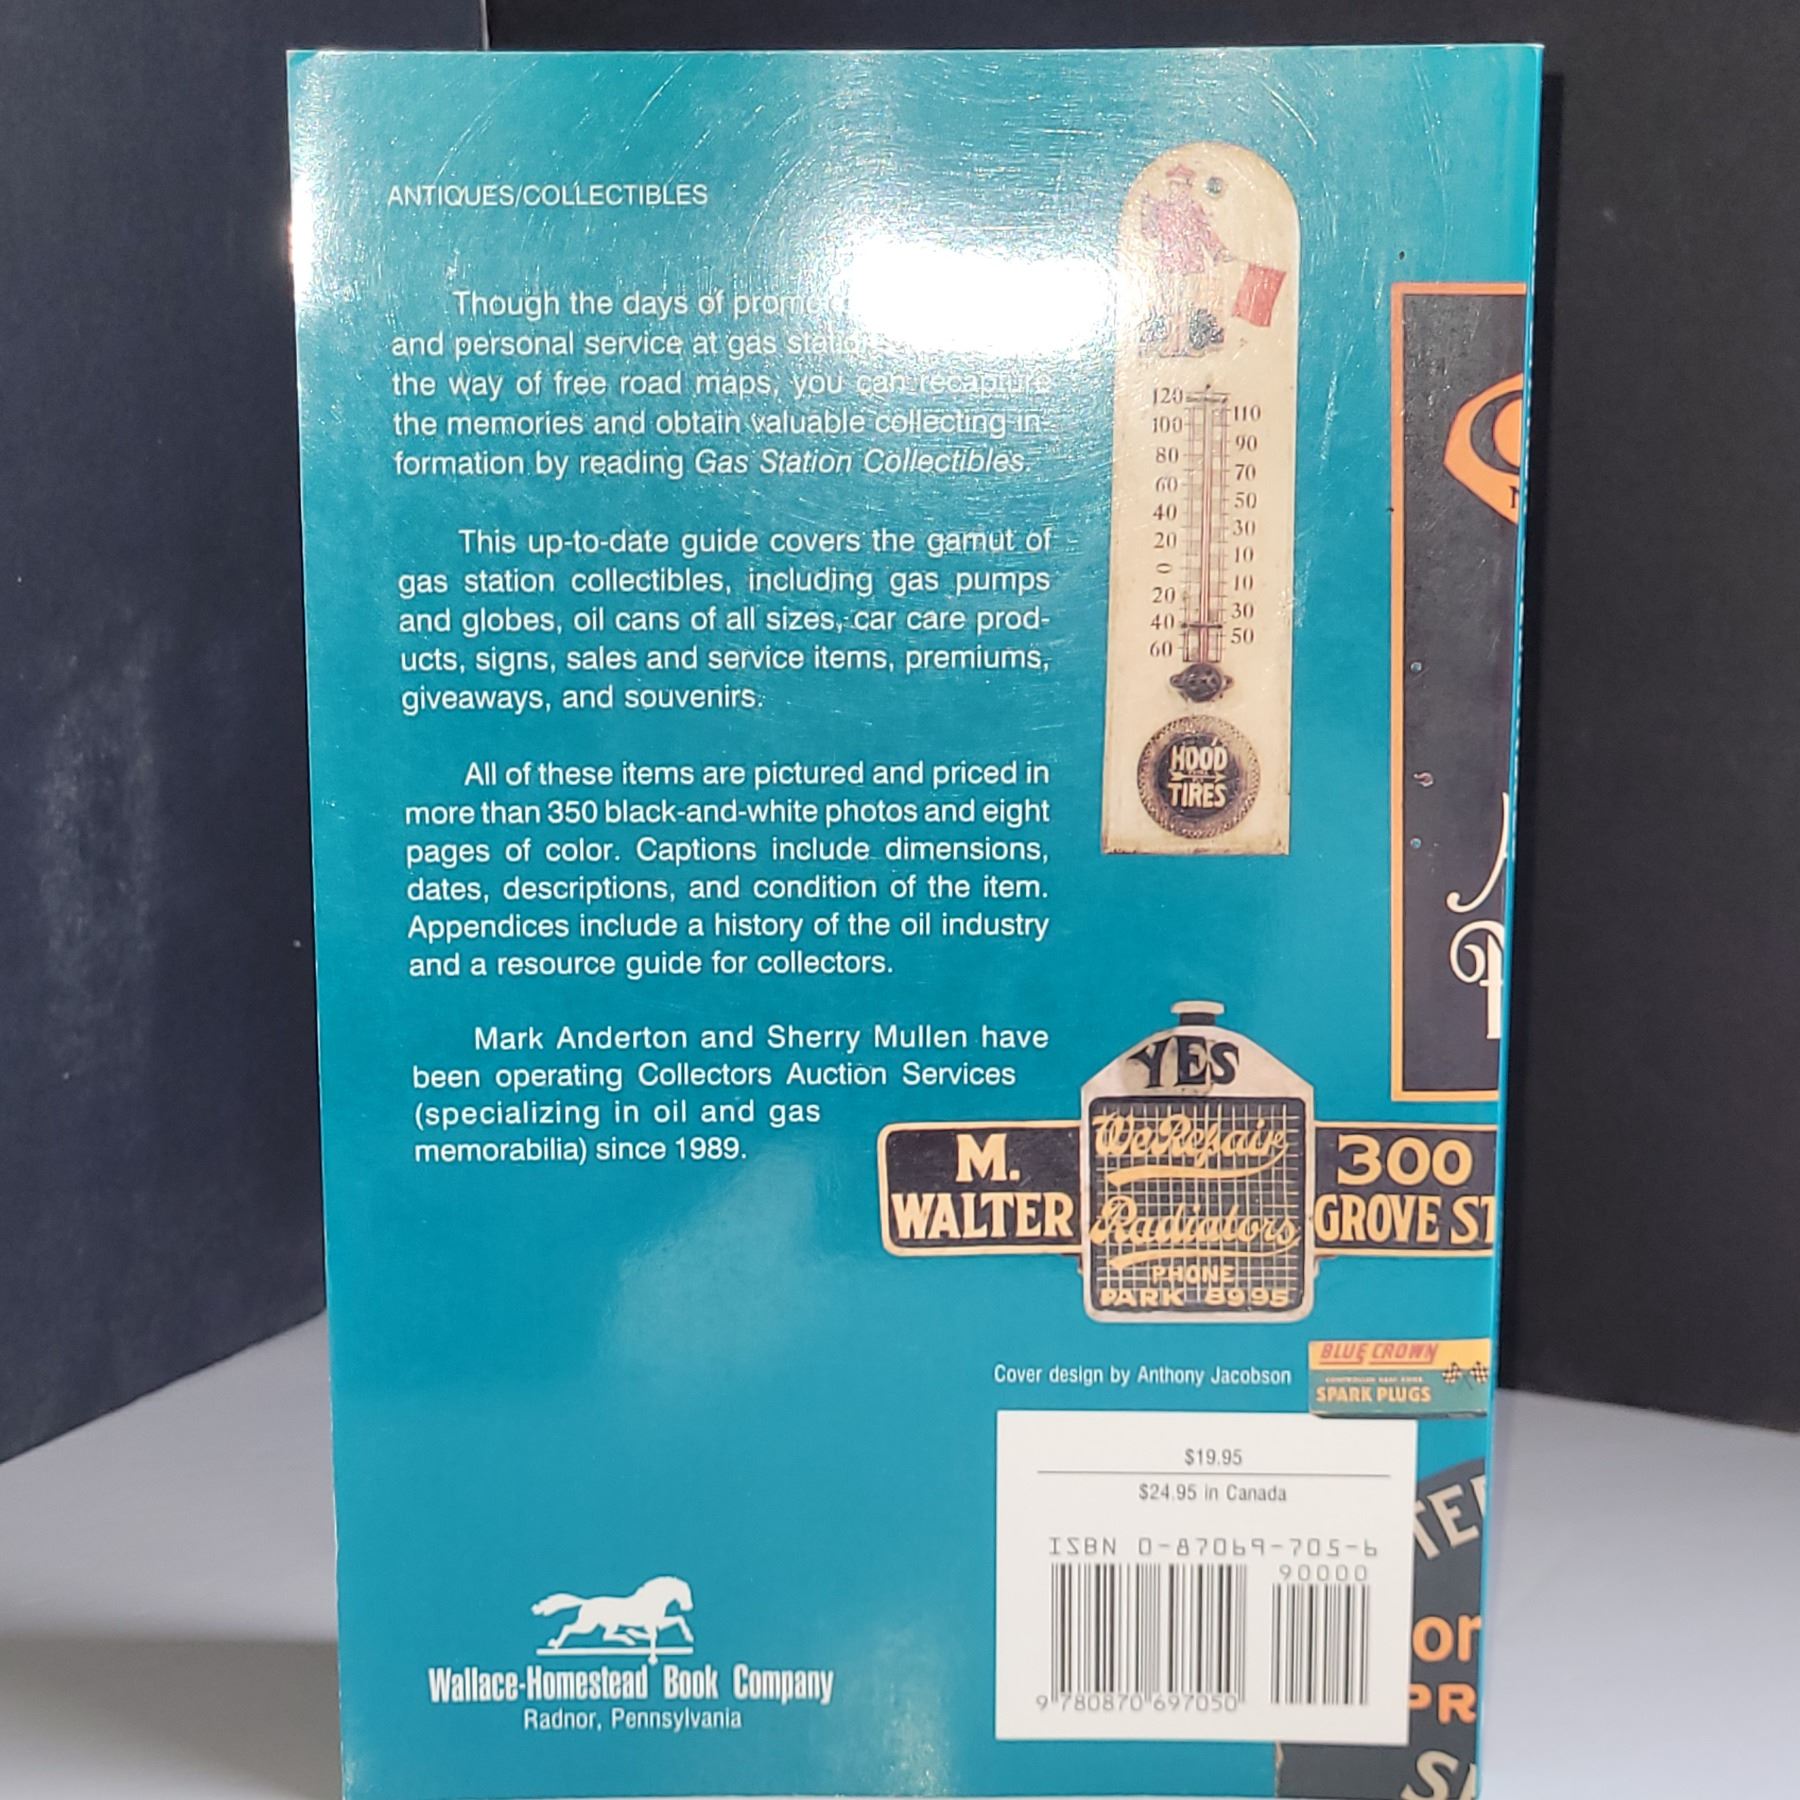 ANTIQUES/COLLECTIBLES
Though the days of
and personal service at gas
the way of free road maps, you can recapture
the memories and obtain valuable collecting in-
formation by reading Gas Station Collectibles.
This up-to-date guide covers the gamut of
gas station collectibles, including gas pumps
and globes, oil cans of all sizes, car care prod-
ucts, signs, sales and service items, premiums,
giveaways, and souvenirs.
All of these items are pictured and priced in
more than 350 black-and-white photos and eight
pages of color. Captions include dimensions,
dates, descriptions, and condition of the item.
Appendices include a history of the oil industry
and a resource guide for collectors.
Mark Anderton and Sherry Mullen have
been operating Collectors Auction Services
(specializing in oil and gas
memorabilia) since 1989.
120
110
100
90
80
70
60
50
40
30
20
10
0
10
20
30
40
50
60
HOOD
TIRES
YES
We Repair
Radiators
PHONE
PARK 8995
M.
WALTER
300
GROVE ST
Cover design by Anthony Jacobson
BLUE CROWN
SPARK PLUGS
$19.95
$24.95 in Canada
ISBN 0-87069-705-6
90000
9 780870 697050
Wallace-Homestead Book Company
Radnor, Pennsylvania